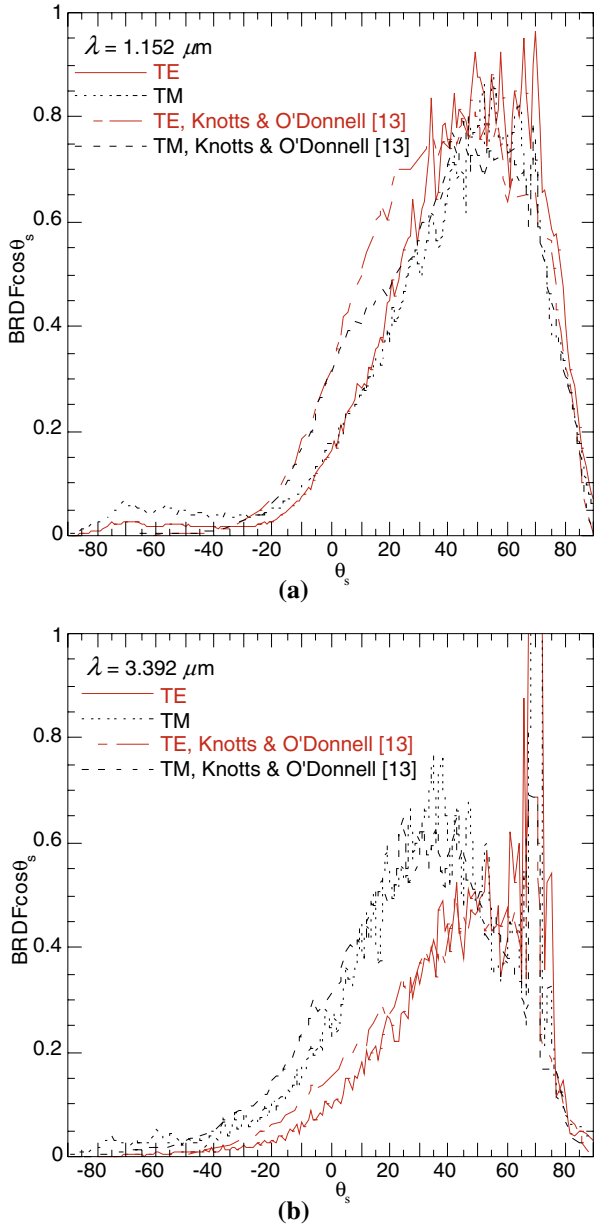 λ = 1.152 μm
TE
TM
TE, Knotts & O'Donnell [13]
TM, Knotts & O'Donnell [13]
BRDFcosθs
1
0.8
0.6
0.4
0.2
0
-80 -60 -40 -20 0 20 40 60 80
θs
(a)
λ = 3.392 μm
TE
TM
TE, Knotts & O'Donnell [13]
TM, Knotts & O'Donnell [13]
BRDFcosθs
1
0.8
0.6
0.4
0.2
0
-80 -60 -40 -20 0 20 40 60 80
θs
(b)